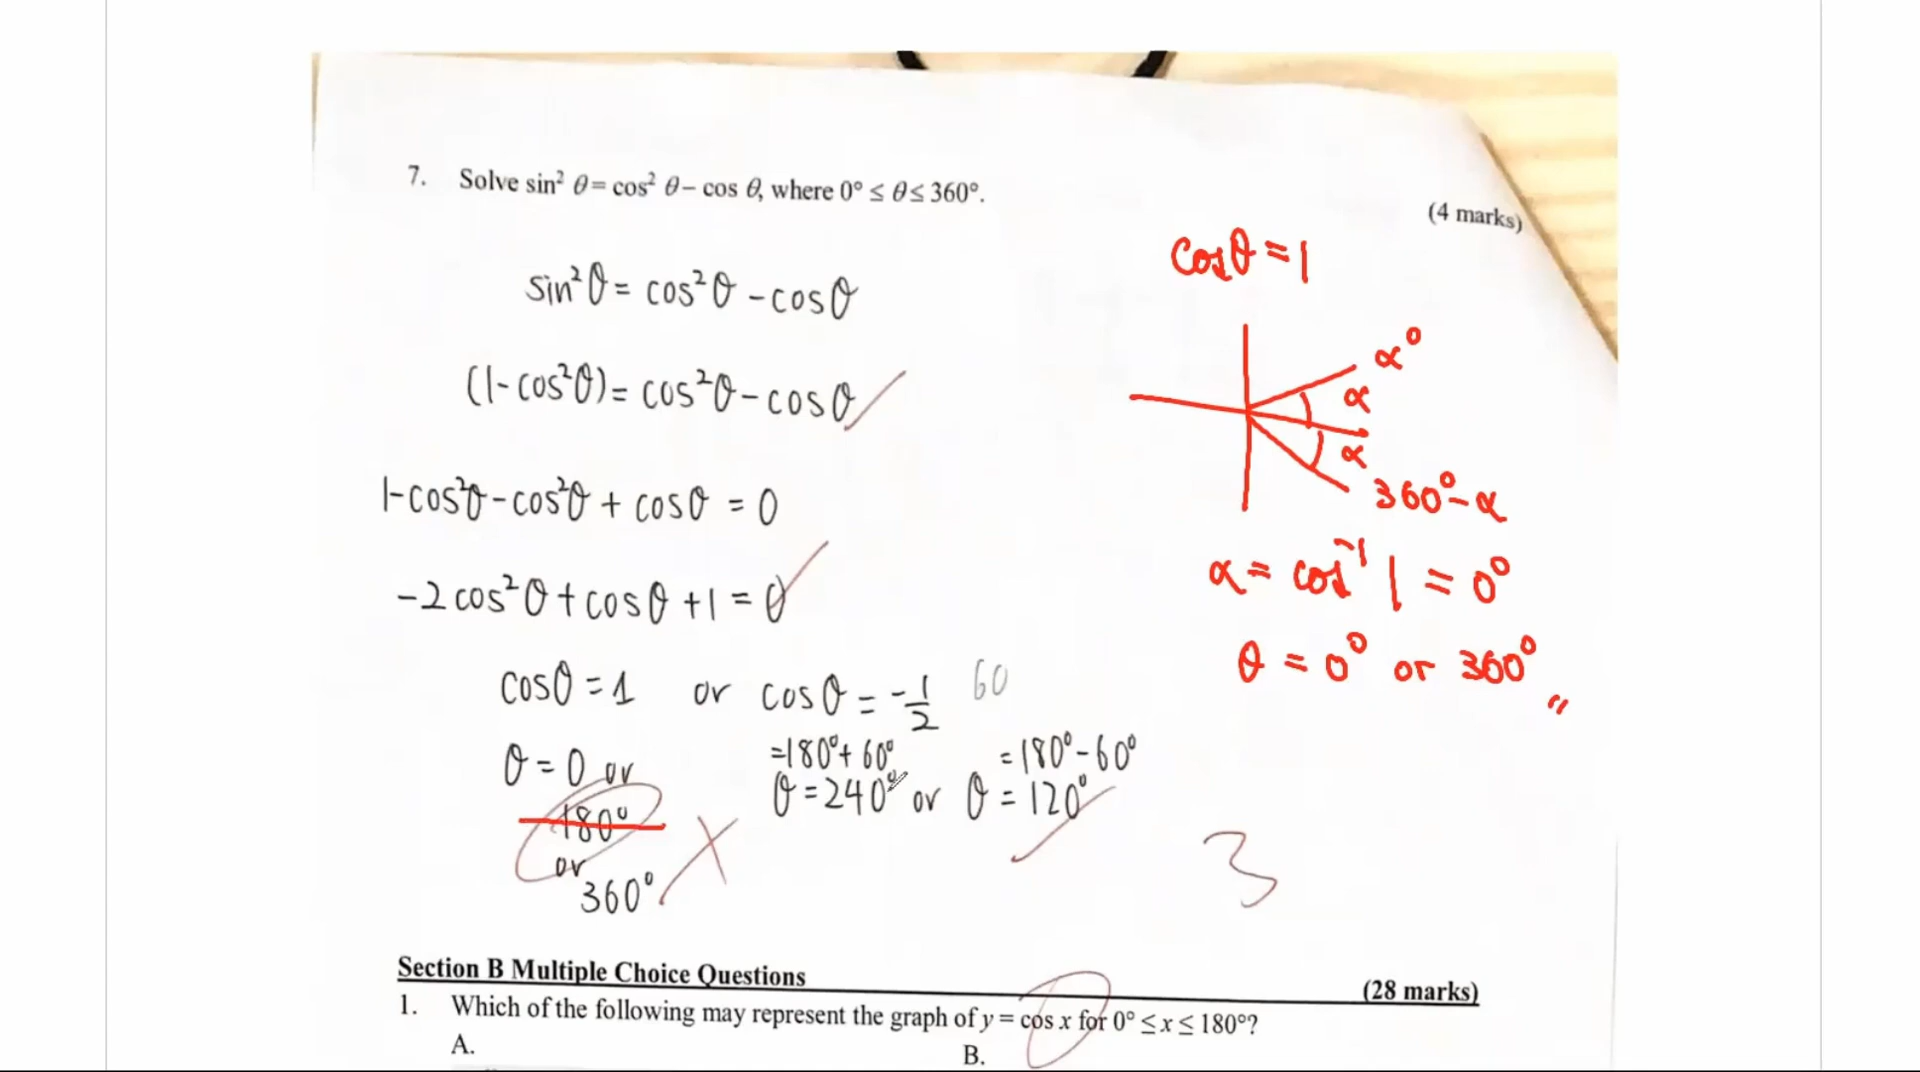 7. Solve sin² θ = cos² θ – cos θ, where 0° ≤ θ ≤ 360°.
(4 marks)
sin²θ = cos²θ - cosθ
(1-cos²θ) = cos²θ - cosθ
1-cos²θ-cos²θ + cosθ = 0
-2cos²θ + cosθ +1 = 0
cosθ = 1 or cosθ = -1/2 60
=180°+60° =180°-60°
θ = 0 or θ = 240° or θ = 120°
180°
or
360°
cosθ = 1
α°
α
α
360°-α
α = cos⁻¹ 1 = 0°
θ = 0° or 360°
3
Section B Multiple Choice Questions (28 marks)
1. Which of the following may represent the graph of y = cos x for 0° ≤ x ≤ 180°?
A. B.